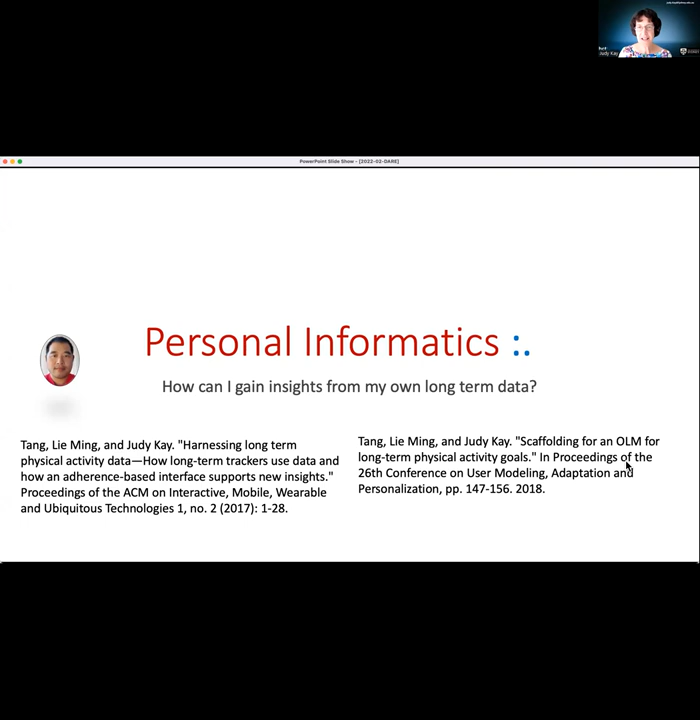 Judy Kay
PowerPoint Slide Show - [2022-02-DARE]
Personal Informatics :.
How can I gain insights from my own long term data?
Tang, Lie Ming, and Judy Kay. "Harnessing long term
physical activity data—How long-term trackers use data and
how an adherence-based interface supports new insights."
Proceedings of the ACM on Interactive, Mobile, Wearable
and Ubiquitous Technologies 1, no. 2 (2017): 1-28.
Tang, Lie Ming, and Judy Kay. "Scaffolding for an OLM for
long-term physical activity goals." In Proceedings of the
26th Conference on User Modeling, Adaptation and
Personalization, pp. 147-156. 2018.